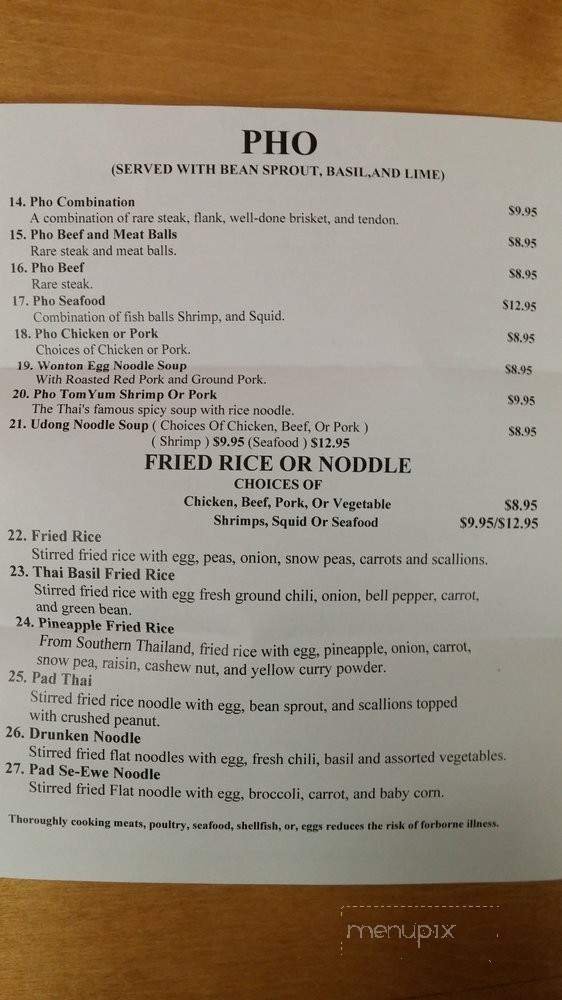 PHO
(SERVED WITH BEAN SPROUT, BASIL,AND LIME)
14. Pho Combination
A combination of rare steak, flank, well-done brisket, and tendon. $9.95
15. Pho Beef and Meat Balls
Rare steak and meat balls. $8.95
16. Pho Beef
Rare steak. $8.95
17. Pho Seafood
Combination of fish balls Shrimp, and Squid. $12.95
18. Pho Chicken or Pork
Choices of Chicken or Pork. $8.95
19. Wonton Egg Noodle Soup
With Roasted Red Pork and Ground Pork. $8.95
20. Pho TomYum Shrimp Or Pork
The Thai's famous spicy soup with rice noodle. $9.95
21. Udong Noodle Soup ( Choices Of Chicken, Beef, Or Pork ) $8.95
( Shrimp ) $9.95 (Seafood ) $12.95
FRIED RICE OR NODDLE
CHOICES OF
Chicken, Beef, Pork, Or Vegetable $8.95
Shrimps, Squid Or Seafood $9.95/$12.95
22. Fried Rice
Stirred fried rice with egg, peas, onion, snow peas, carrots and scallions.
23. Thai Basil Fried Rice
Stirred fried rice with egg fresh ground chili, onion, bell pepper, carrot,
and green bean.
24. Pineapple Fried Rice
From Southern Thailand, fried rice with egg, pineapple, onion, carrot,
snow pea, raisin, cashew nut, and yellow curry powder.
25. Pad Thai
Stirred fried rice noodle with egg, bean sprout, and scallions topped
with crushed peanut.
26. Drunken Noodle
Stirred fried flat noodles with egg, fresh chili, basil and assorted vegetables.
27. Pad Se-Ewe Noodle
Stirred fried Flat noodle with egg, broccoli, carrot, and baby corn.
Thoroughly cooking meats, poultry, seafood, shellfish, or, eggs reduces the risk of forborne illness.
menupix